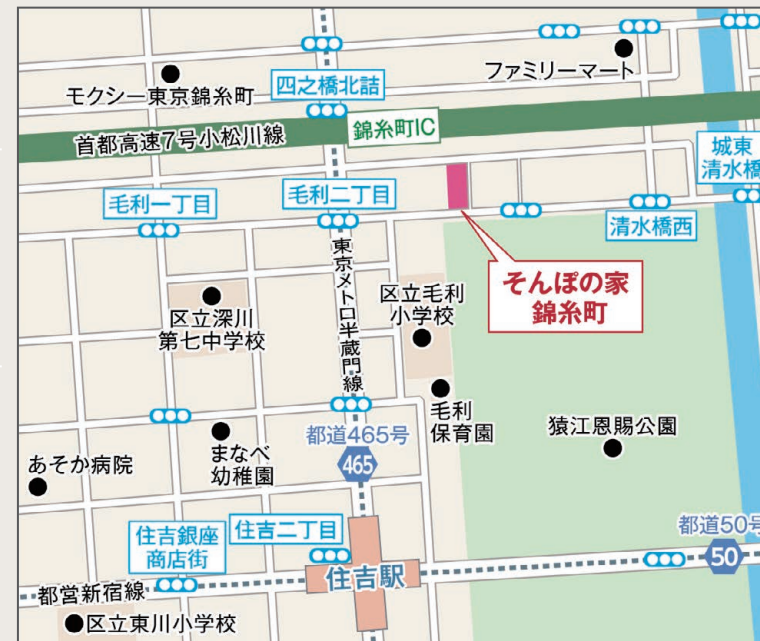 ファミリーマート
モクシー東京錦糸町
四之橋北詰
錦糸町IC
首都高速7号小松川線
城東
清水橋
毛利一丁目
毛利二丁目
清水橋西
東京メトロ半蔵門線
そんぽの家
錦糸町
区立毛利
小学校
区立深川
第七中学校
毛利
保育園
猿江恩賜公園
都道465号
465
まなべ
幼稚園
あそか病院
住吉銀座
商店街
住吉二丁目
都道50号
50
住吉駅
都営新宿線
区立東川小学校